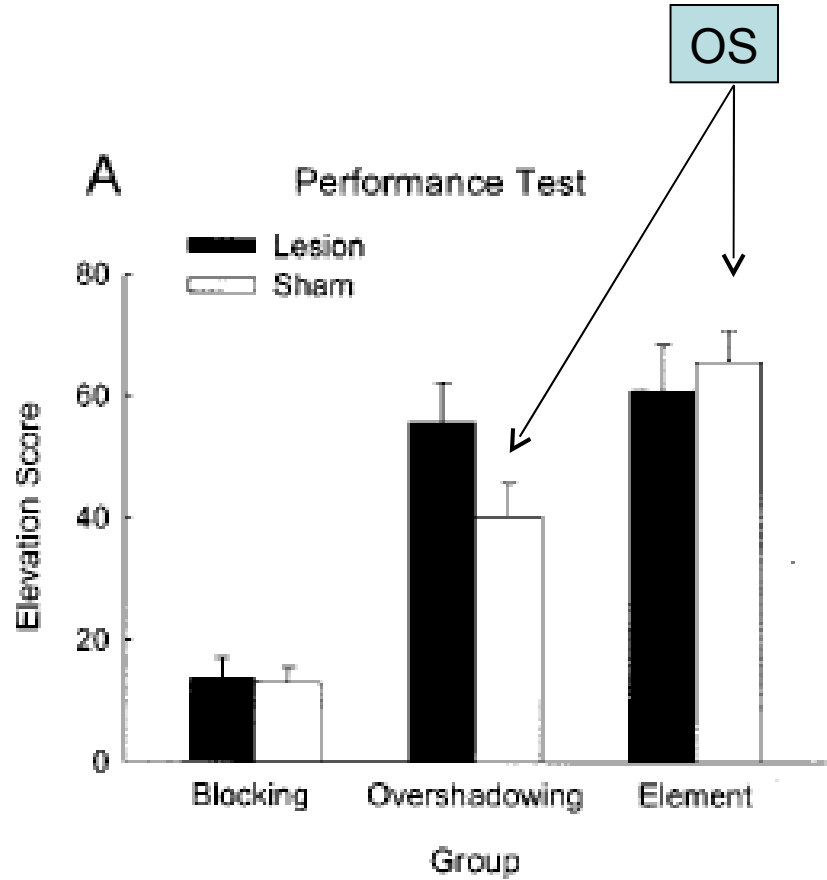 OS
A Performance Test
Lesion
Sham
80
60
40
20
0
Elevation Score
Blocking Overshadowing Element
Group